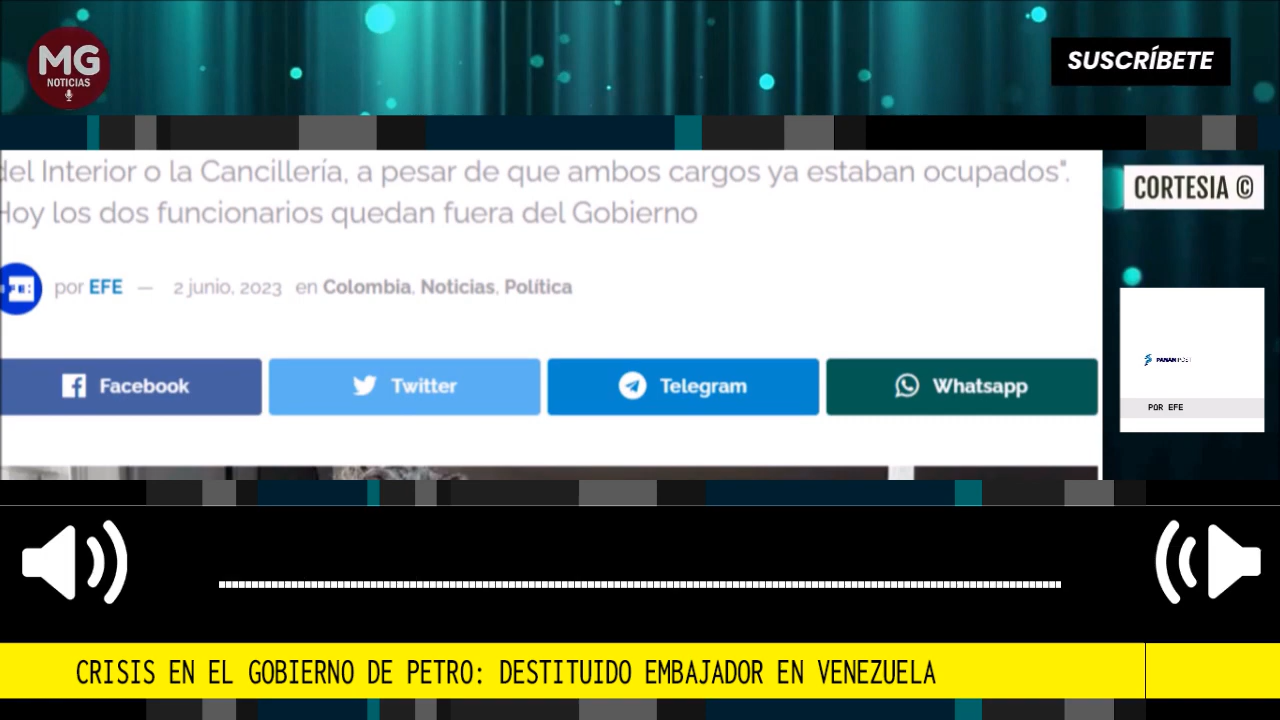 MG
NOTICIAS
SUSCRÍBETE
del Interior o la Cancillería, a pesar de que ambos cargos ya estaban ocupados".
Hoy los dos funcionarios quedan fuera del Gobierno
CORTESIA ©
por EFE — 2 junio, 2023 en Colombia, Noticias, Política
PANAM POST
POR EFE
Facebook
Twitter
Telegram
Whatsapp
CRISIS EN EL GOBIERNO DE PETRO: DESTITUIDO EMBAJADOR EN VENEZUELA